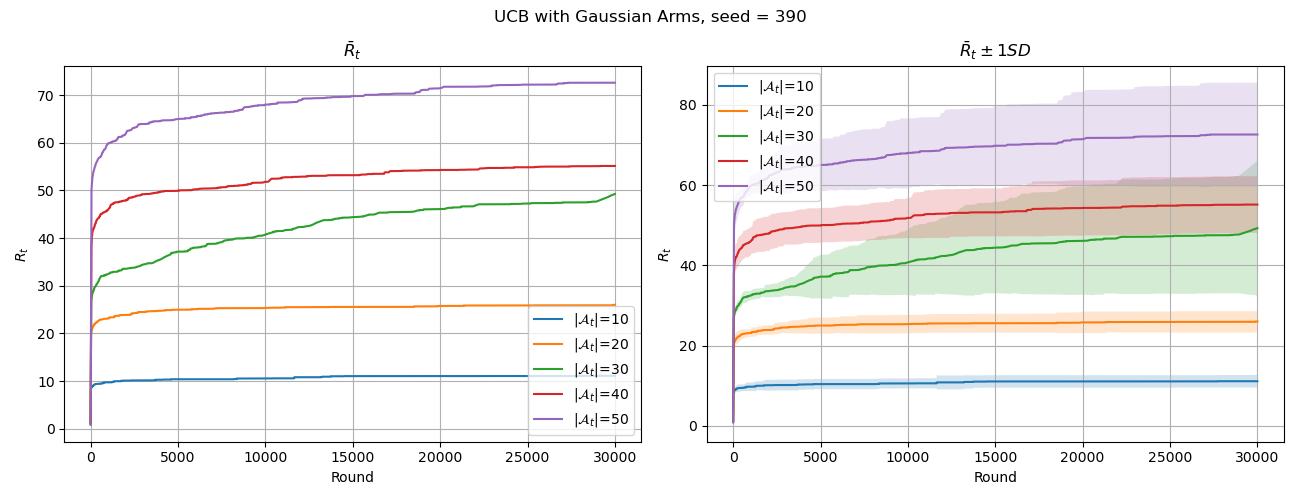 UCB with Gaussian Arms, seed = 390
R̄ₜ
70
60
50
40
30
20
10
0
Rₜ
0 5000 10000 15000 20000 25000 30000
Round
|𝒜ₜ|=10
|𝒜ₜ|=20
|𝒜ₜ|=30
|𝒜ₜ|=40
|𝒜ₜ|=50
R̄ₜ ± 1SD
80
60
40
20
0
Rₜ
0 5000 10000 15000 20000 25000 30000
Round
|𝒜ₜ|=10
|𝒜ₜ|=20
|𝒜ₜ|=30
|𝒜ₜ|=40
|𝒜ₜ|=50